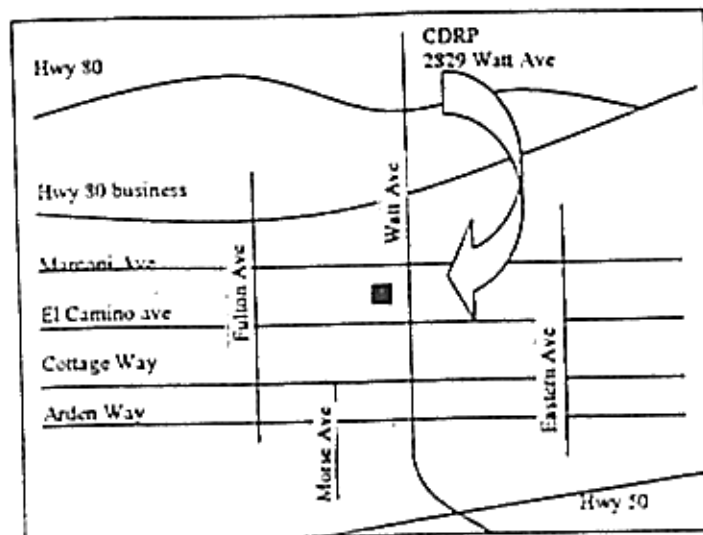 CDRP
2829 Watt Ave
Hwy 80
Hwy 80 business
Watt Ave
Marconi Ave
Fulton Ave
El Camino ave
Cottage Way
Eastern Ave
Arden Way
Morse Ave
Hwy 50